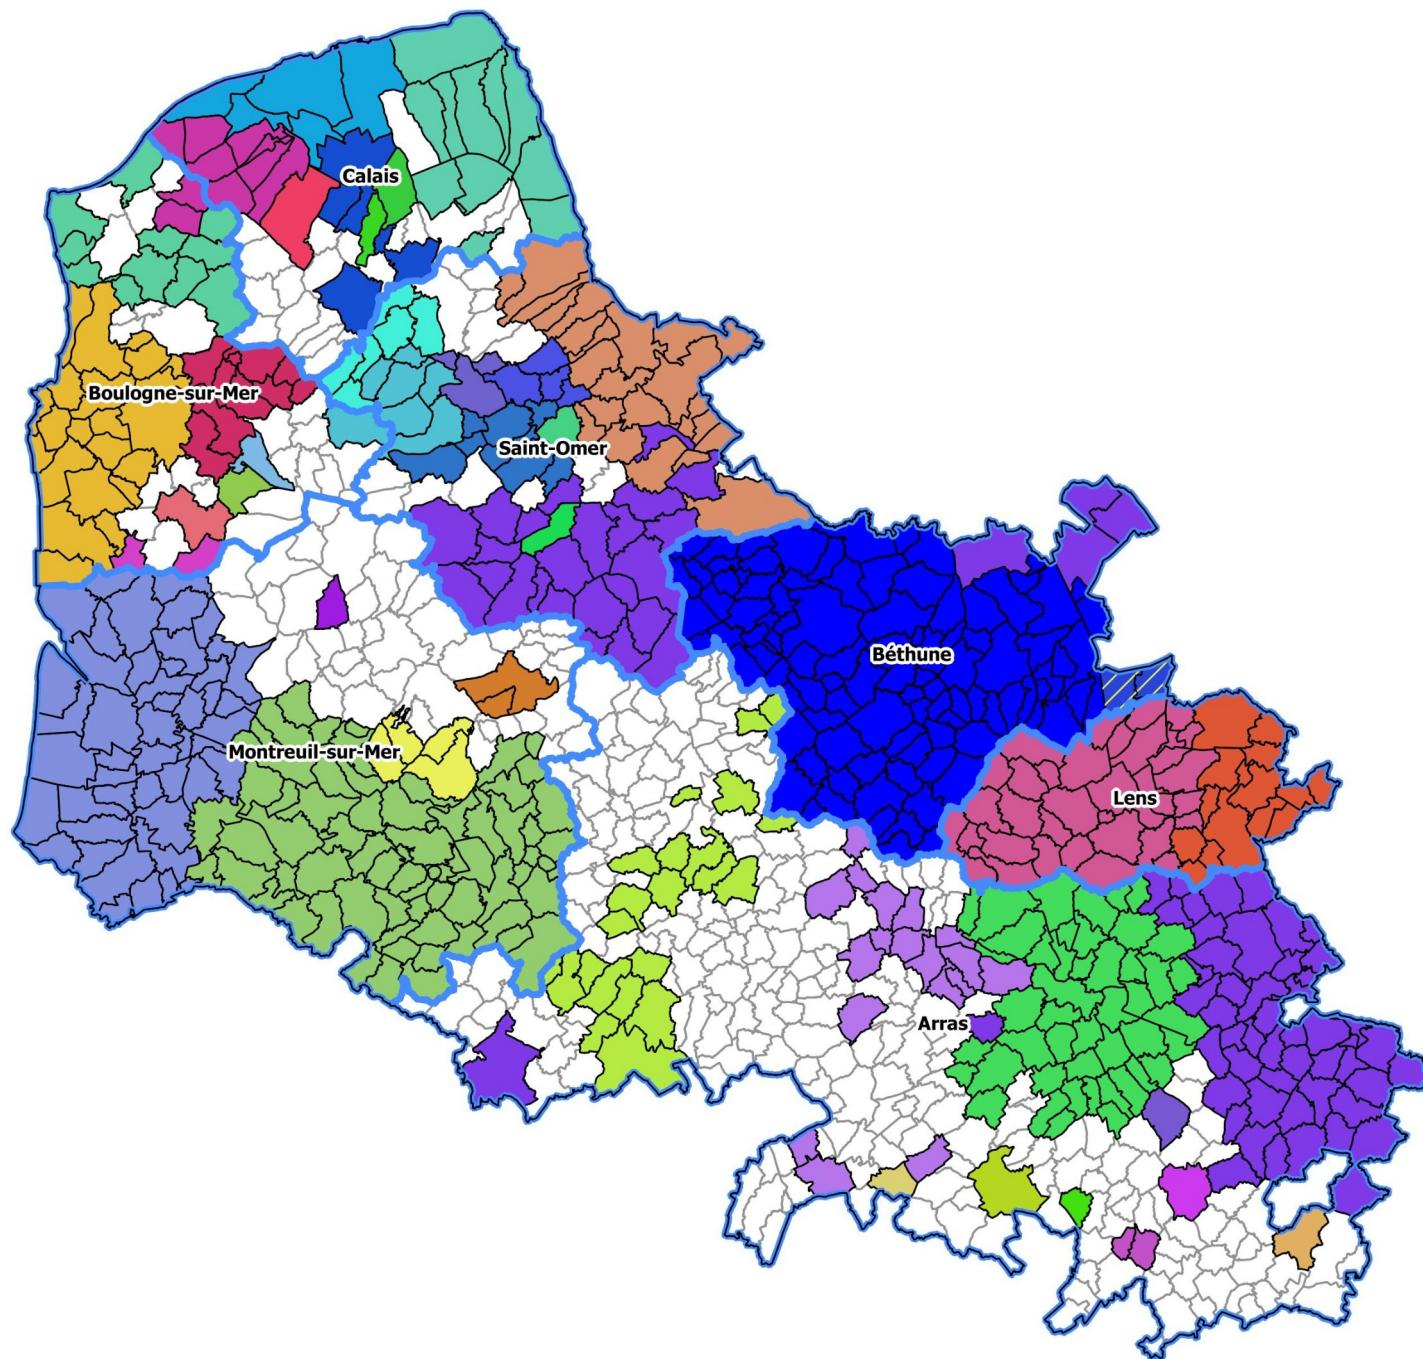 Calais
Boulogne-sur-Mer
Saint-Omer
Béthune
Montreuil-sur-Mer
Lens
Arras